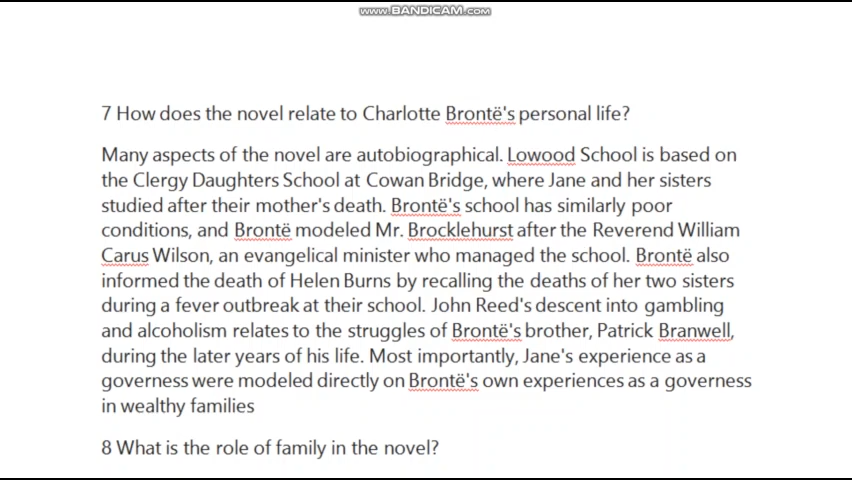 www.BANDICAM.com
7 How does the novel relate to Charlotte Brontë's personal life?
Many aspects of the novel are autobiographical. Lowood School is based on
the Clergy Daughters School at Cowan Bridge, where Jane and her sisters
studied after their mother's death. Brontë's school has similarly poor
conditions, and Brontë modeled Mr. Brocklehurst after the Reverend William
Carus Wilson, an evangelical minister who managed the school. Brontë also
informed the death of Helen Burns by recalling the deaths of her two sisters
during a fever outbreak at their school. John Reed's descent into gambling
and alcoholism relates to the struggles of Brontë's brother, Patrick Branwell,
during the later years of his life. Most importantly, Jane's experience as a
governess were modeled directly on Brontë's own experiences as a governess
in wealthy families
8 What is the role of family in the novel?